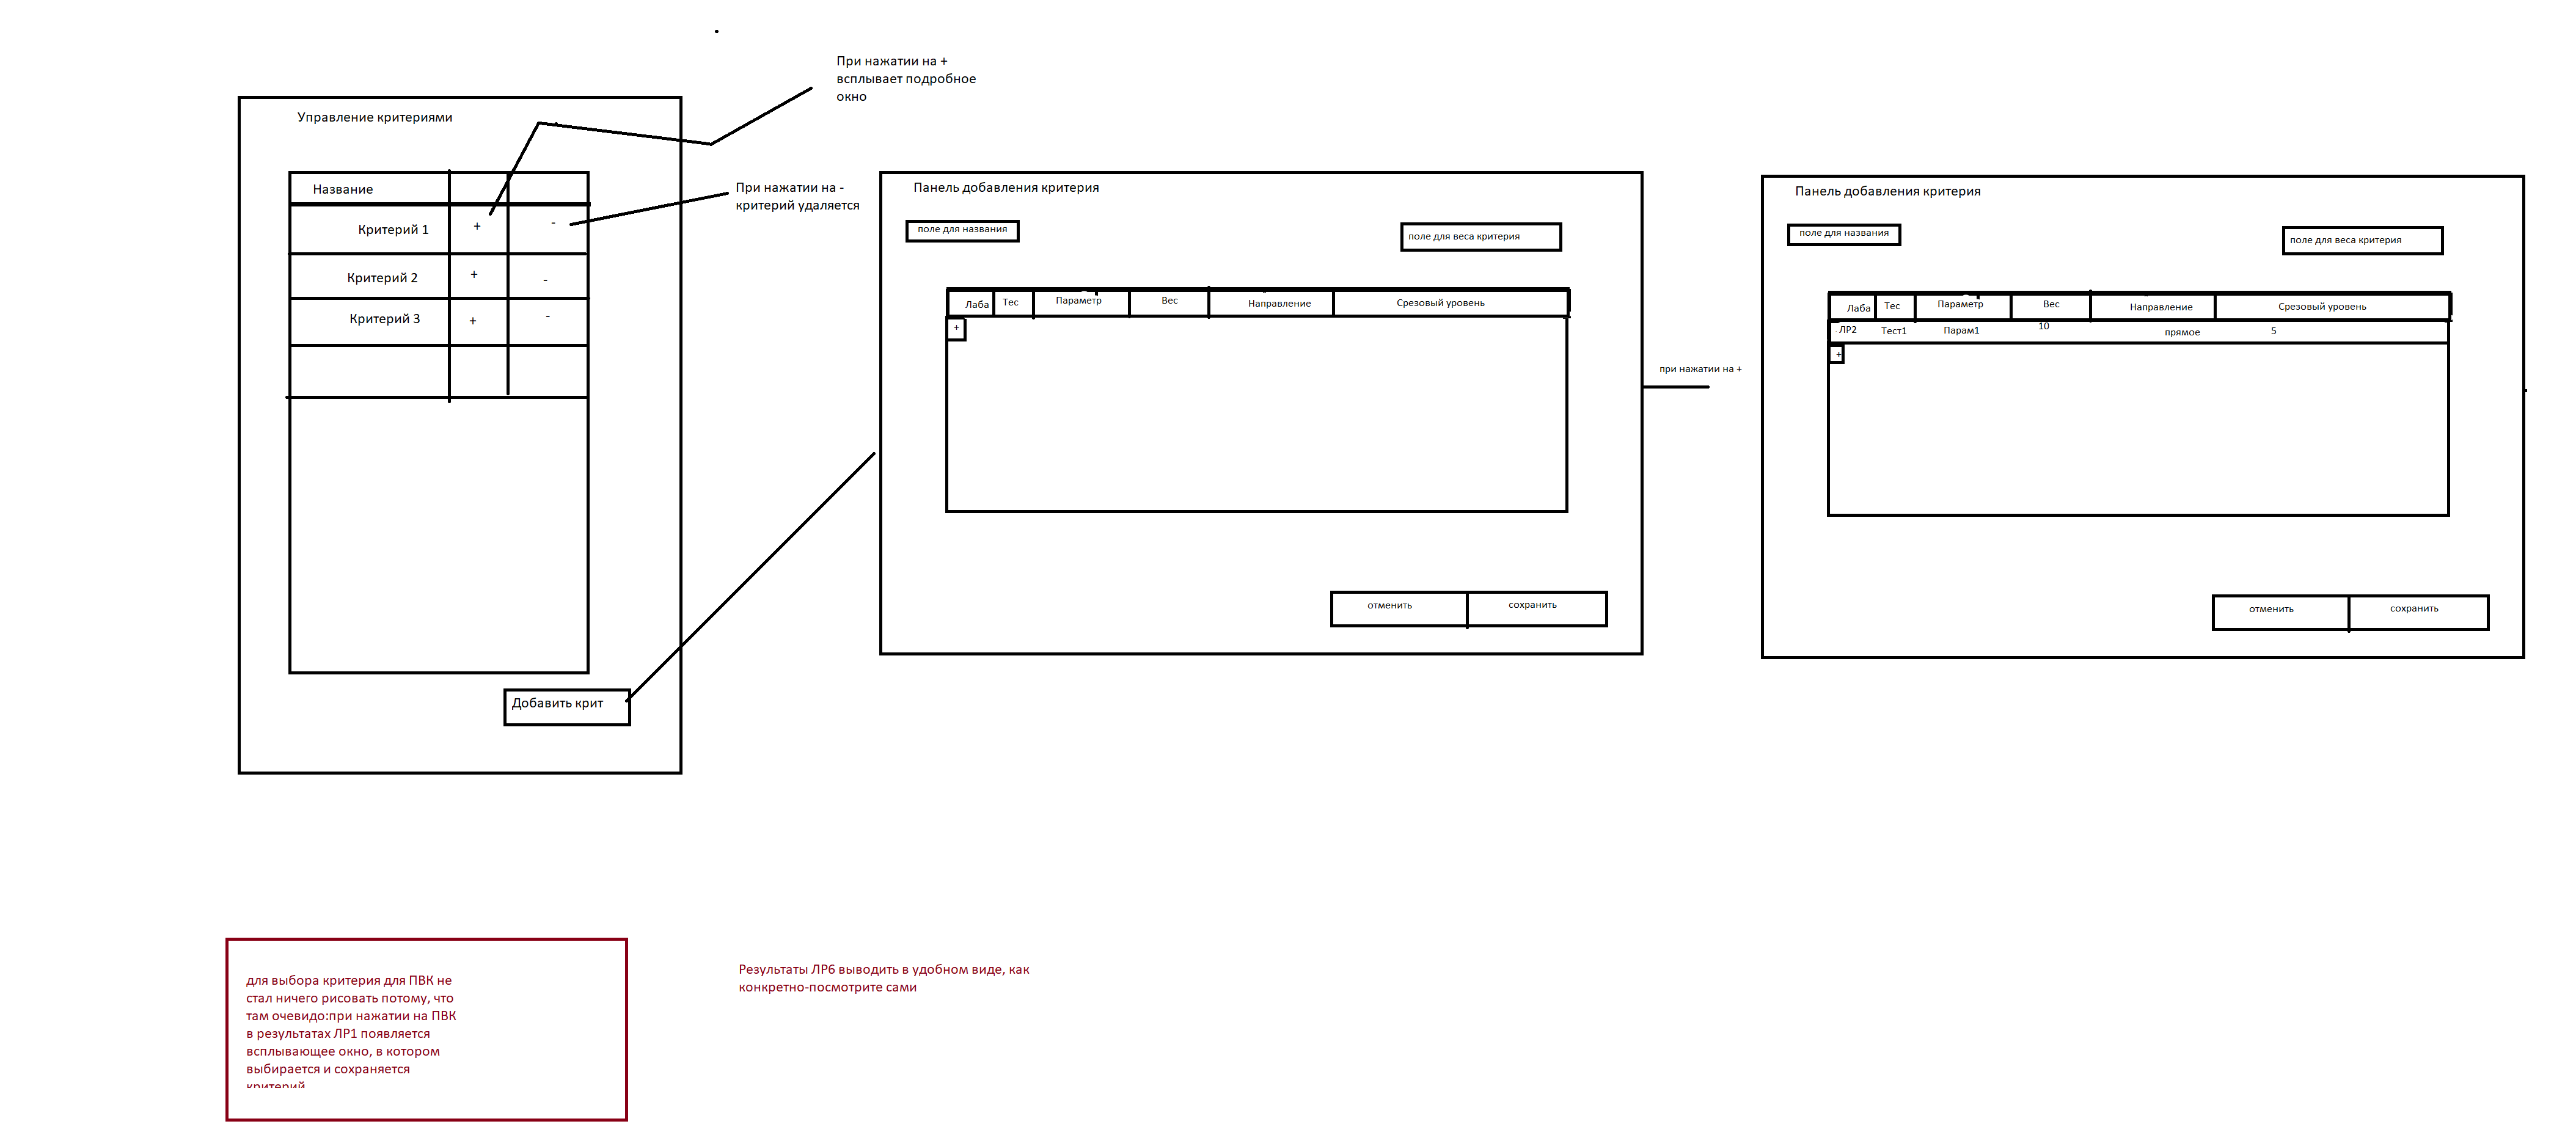 При нажатии на +
всплывает подробное
окно
Управление критериями
Название
Критерий 1
+
-
Критерий 2
+
-
Критерий 3
+
-
Добавить крит
При нажатии на -
критерий удаляется
Панель добавления критерия
поле для названия
поле для веса критерия
Лаба Тес Параметр Вес Направление Срезовый уровень
+
отменить сохранить
при нажатии на +
Панель добавления критерия
поле для названия
поле для веса критерия
Лаба Тес Параметр Вес Направление Срезовый уровень
ЛР2 Тест1 Парам1 10 прямое 5
+
отменить сохранить
для выбора критерия для ПВК не
стал ничего рисовать потому, что
там очевидо:при нажатии на ПВК
в результатах ЛР1 появляется
всплывающее окно, в котором
выбирается и сохраняется
критерий
Результаты ЛР6 выводить в удобном виде, как
конкретно-посмотрите сами